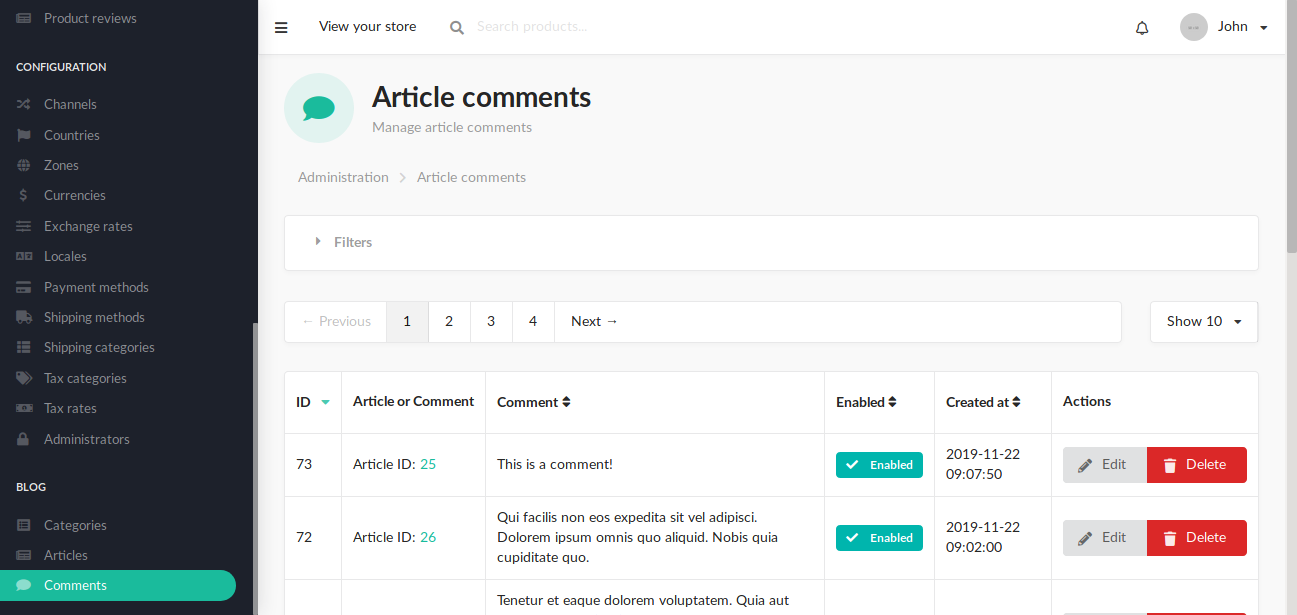 Product reviews
CONFIGURATION
Channels
Countries
Zones
Currencies
Exchange rates
Locales
Payment methods
Shipping methods
Shipping categories
Tax categories
Tax rates
Administrators
BLOG
Categories
Articles
Comments
View your store
Search products...
John
Article comments
Manage article comments
Administration
Article comments
Filters
← Previous 1 2 3 4 Next →
Show 10
ID Article or Comment Comment Enabled Created at Actions
73 Article ID: 25 This is a comment! Enabled 2019-11-22
09:07:50
Edit Delete
72 Article ID: 26 Qui facilis non eos expedita sit vel adipisci.
Dolorem ipsum omnis quo aliquid. Nobis quia
cupiditate quo.
Enabled 2019-11-22
09:02:00
Edit Delete
Tenetur et eaque dolorem voluptatem. Quia aut